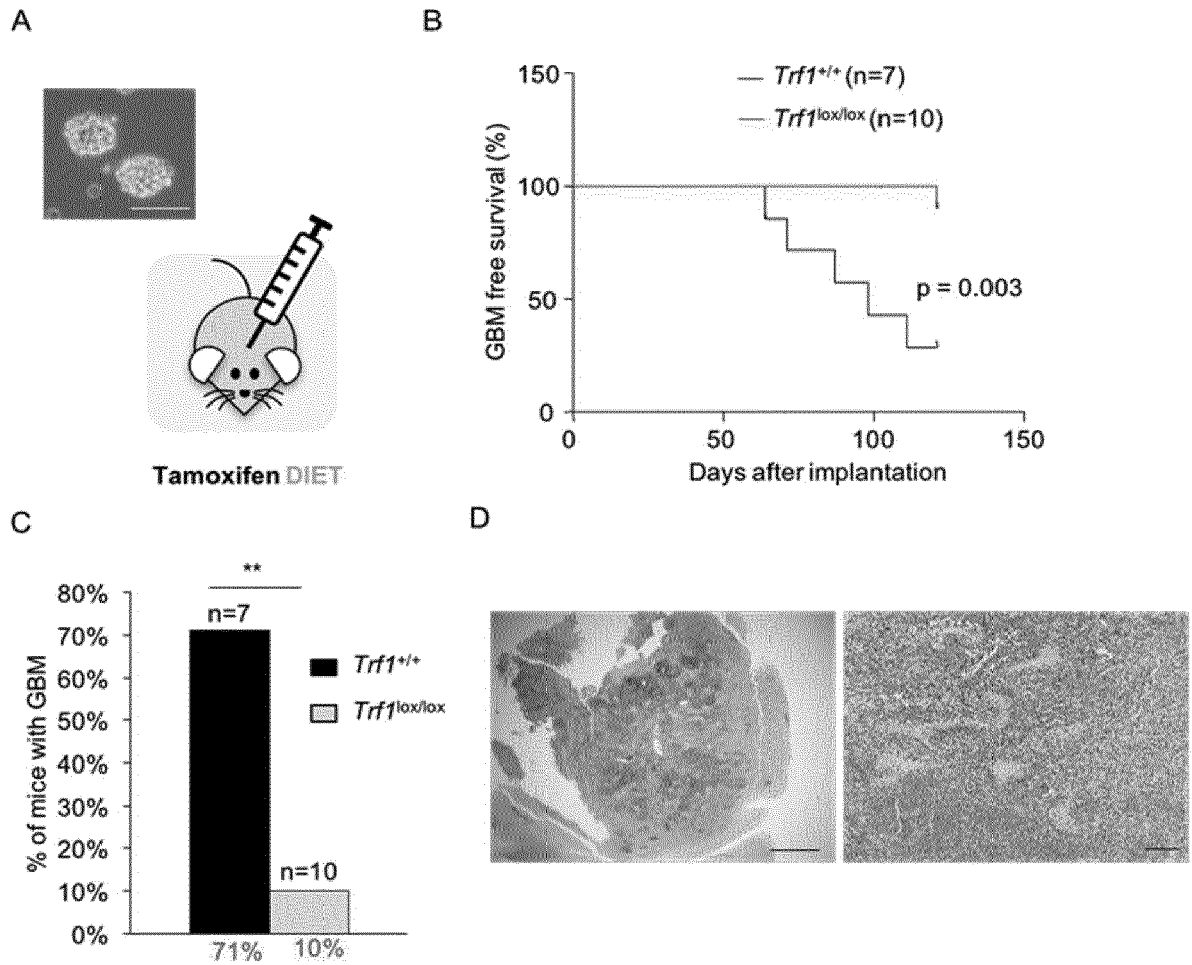 A
Tamoxifen DIET
B
GBM free survival (%)
150
100
50
0
Trf1+/+ (n=7)
Trf1lox/lox (n=10)
p = 0.003
0 50 100 150
Days after implantation
C
% of mice with GBM
80%
70%
60%
50%
40%
30%
20%
10%
0%
**
n=7
n=10
Trf1+/+
Trf1lox/lox
71% 10%
D